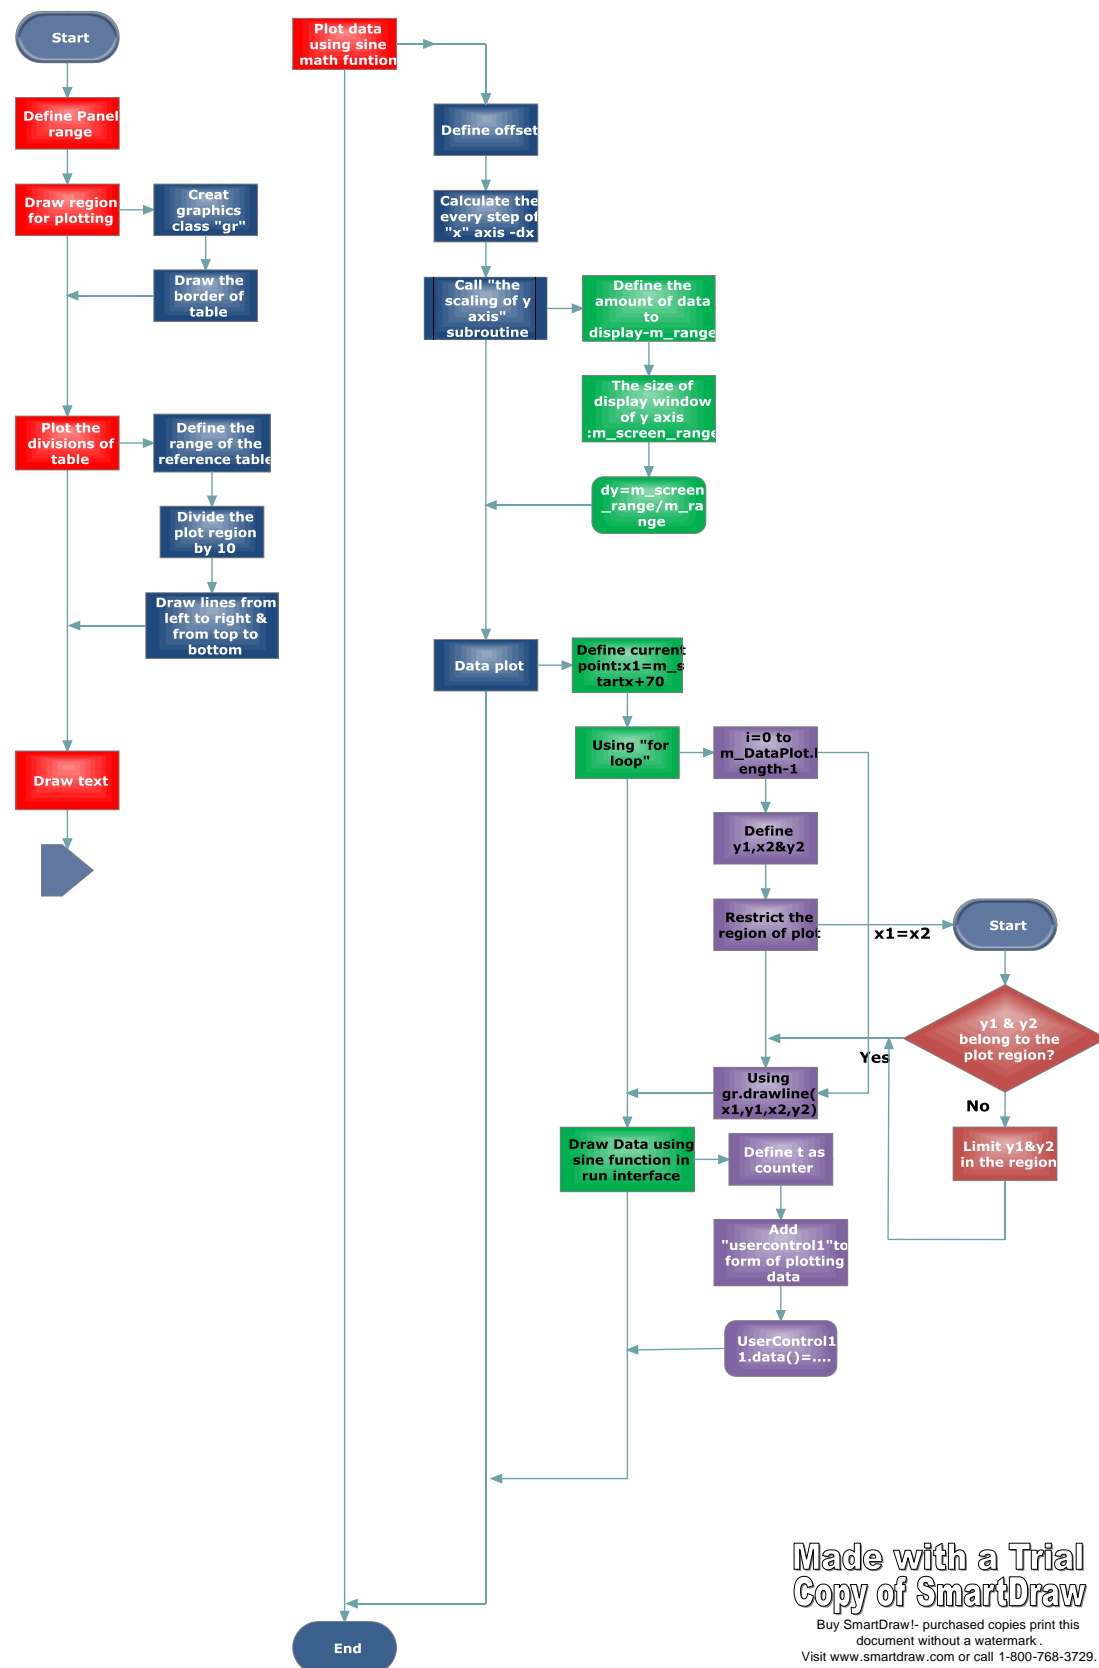 Start
Define Panel
range
Draw region
for plotting
Creat
graphics
class "gr"
Draw the
border of
table
Plot the
divisions of
table
Define the
range of the
reference table
Divide the
plot region
by 10
Draw lines from
left to right &
from top to
bottom
Draw text
Plot data
using sine
math funtion
Define offset
Calculate the
every step of
"x" axis -dx
Call "the
scaling of y
axis"
subroutine
Define the
amount of data
to
display-m_range
The size of
display window
of y axis
:m_screen_range
dy=m_screen
_range/m_ra
nge
Data plot
Define current
point:x1=m_s
tartx+70
Using "for
loop"
i=0 to
m_DataPlot.l
ength-1
Define
y1,x2&y2
Restrict the
region of plot
x1=x2
Start
y1 & y2
belong to the
plot region?
Yes
No
Limit y1&y2
in the region
Using
gr.drawline(
x1,y1,x2,y2)
Draw Data using
sine function in
run interface
Define t as
counter
Add
"usercontrol1"to
form of plotting
data
UserControl1
1.data()=....
End
Made with a Trial
Copy of SmartDraw
Buy SmartDraw!- purchased copies print this
document without a watermark .
Visit www.smartdraw.com or call 1-800-768-3729.